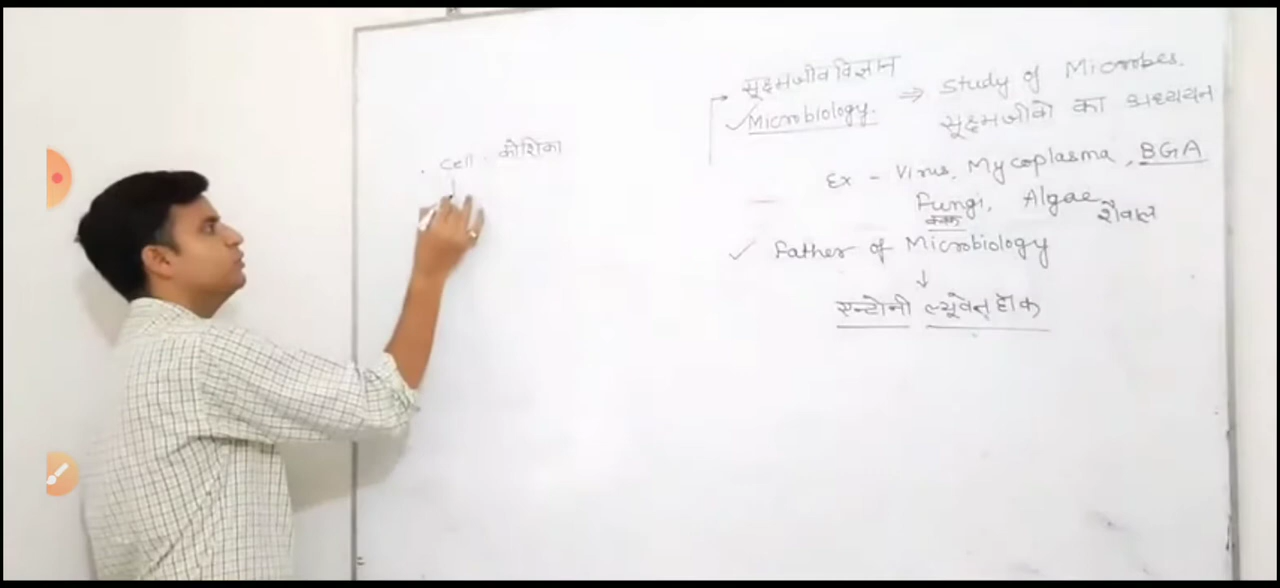 . Cell - कोशिका
सूक्ष्मजीव विज्ञान
✓ Microbiology. ⇒ Study of Microbes.
सूक्ष्मजीवो का अध्ययन
Ex - Virus, Mycoplasma, BGA
Fungi, Algae
कवक शैवाल
✓ Father of Microbiology
↓
एन्टोनी ल्यूवेन हॉक